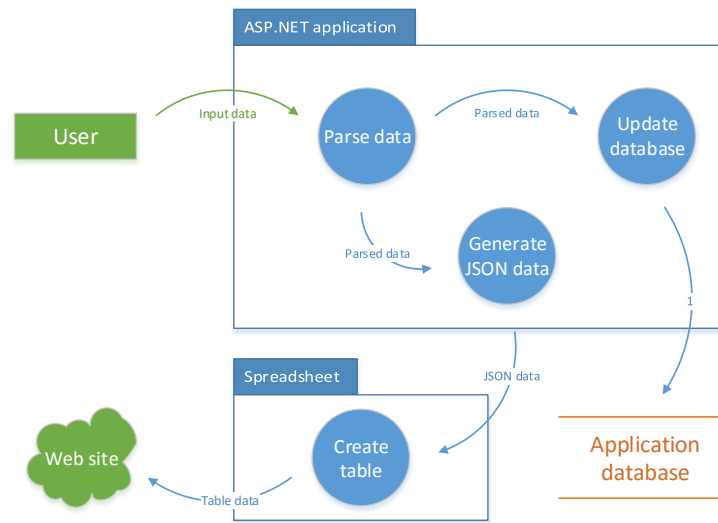 ASP.NET application
User
Input data
Parse data
Parsed data
Update
database
Parsed data
Generate
JSON data
1
Spreadsheet
JSON data
Web site
Table data
Create
table
Application
database